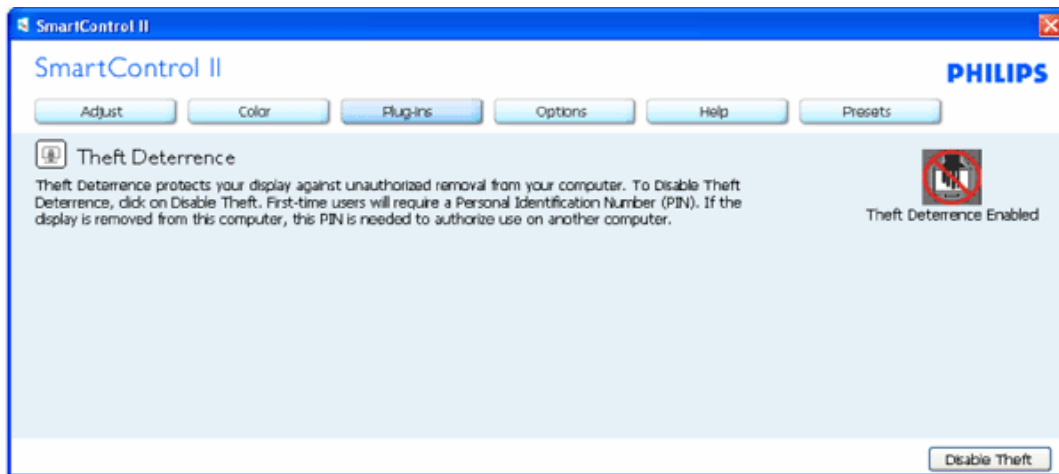 SmartControl II
SmartControl II
PHILIPS
Adjust
Color
Plug-Ins
Options
Help
Presets
Theft Deterrence
Theft Deterrence protects your display against unauthorized removal from your computer. To Disable Theft
Deterrence, click on Disable Theft. First-time users will require a Personal Identification Number (PIN). If the
display is removed from this computer, this PIN is needed to authorize use on another computer.
Theft Deterrence Enabled
Disable Theft